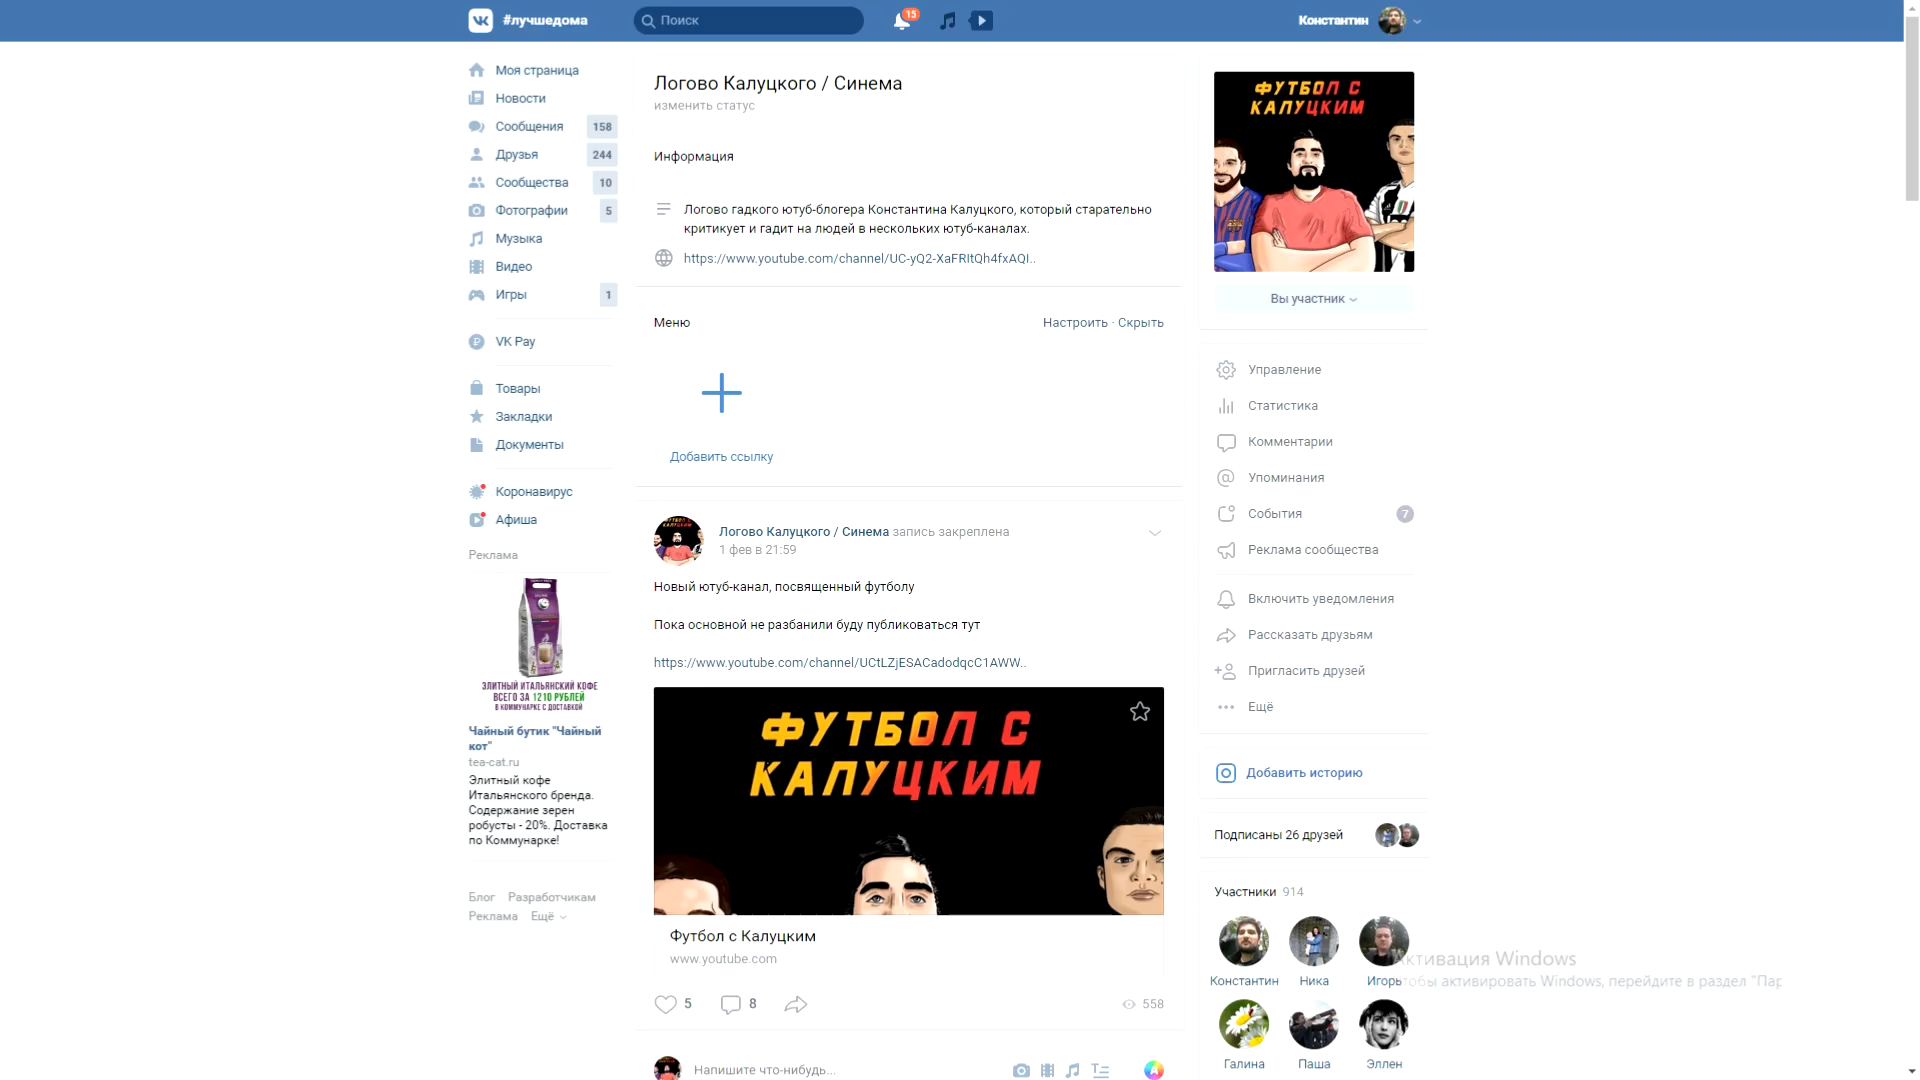 #лучшедома
Поиск
15
Константин
Моя страница
Новости
Сообщения 158
Друзья 244
Сообщества 10
Фотографии 5
Музыка
Видео
Игры 1
VK Pay
Товары
Закладки
Документы
Коронавирус
Афиша
Реклама
ЭЛИТНЫЙ ИТАЛЬЯНСКИЙ КОФЕ
ВСЕГО ЗА 1210 РУБЛЕЙ
В КОММУНАРКЕ С ДОСТАВКОЙ
Чайный бутик "Чайный
кот"
tea-cat.ru
Элитный кофе
Итальянского бренда.
Содержание зерен
робусты - 20%. Доставка
по Коммунарке!
Блог Разработчикам
Реклама Ещё
Логово Калуцкого / Синема
изменить статус
Информация
Логово гадкого ютуб-блогера Константина Калуцкого, который старательно
критикует и гадит на людей в нескольких ютуб-каналах.
https://www.youtube.com/channel/UC-yQ2-XaFRItQh4fxAQI..
Меню
Настроить · Скрыть
Добавить ссылку
Логово Калуцкого / Синема запись закреплена
1 фев в 21:59
Новый ютуб-канал, посвященный футболу
Пока основной не разбанили буду публиковаться тут
https://www.youtube.com/channel/UCtLZjESACadodqcC1AWW..
ФУТБОЛ С
КАЛУЦКИМ
Футбол с Калуцким
www.youtube.com
5 8 558
Напишите что-нибудь...
ФУТБОЛ С
КАЛУЦКИМ
Вы участник
Управление
Статистика
Комментарии
Упоминания
События 7
Реклама сообщества
Включить уведомления
Рассказать друзьям
Пригласить друзей
Ещё
Добавить историю
Подписаны 26 друзей
Участники 914
Константин Ника Игорь
Галина Паша Эллен
Активация Windows
Чтобы активировать Windows, перейдите в раздел "Пар